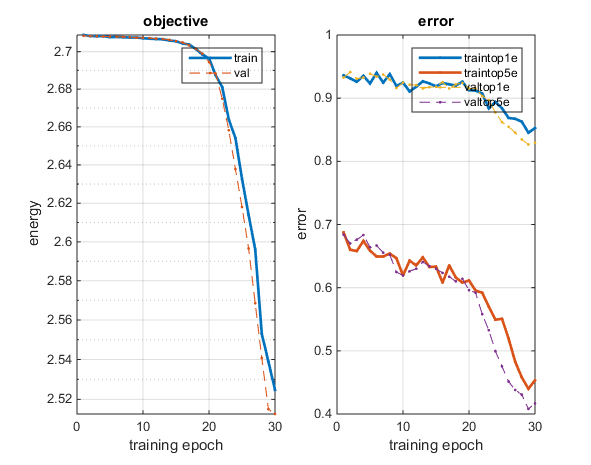 objective
2.7
2.68
2.66
2.64
2.62
2.6
2.58
2.56
2.54
2.52
energy
0
10
20
30
training epoch
train
val
error
1
0.9
0.8
0.7
0.6
0.5
0.4
error
0
10
20
30
training epoch
traintop1e
traintop5e
valtop1e
valtop5e